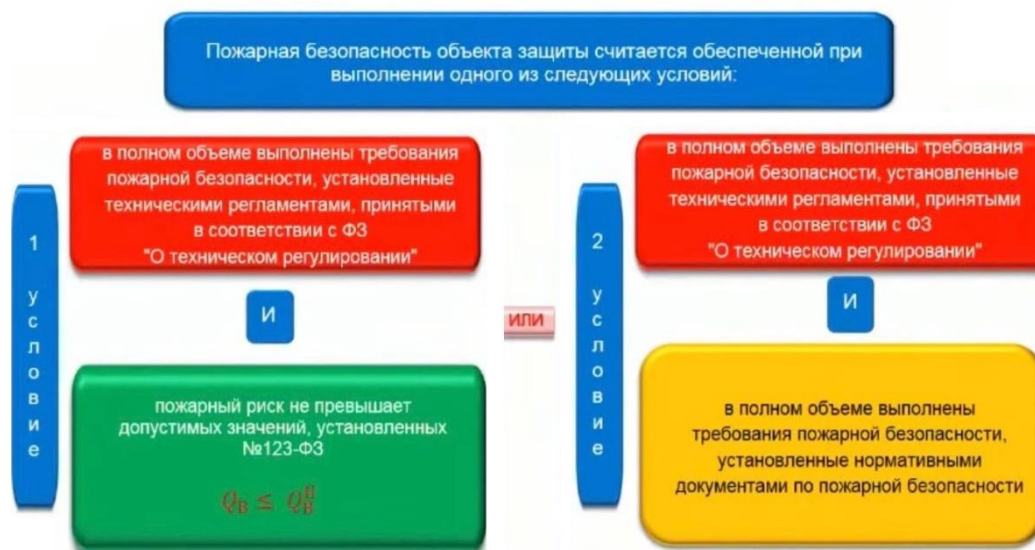 Пожарная безопасность объекта защиты считается обеспеченной при
выполнении одного из следующих условий:
1 условие
в полном объеме выполнены требования
пожарной безопасности, установленные
техническими регламентами, принятыми
в соответствии с ФЗ
"О техническом регулировании"
И
пожарный риск не превышает
допустимых значений, установленных
№123-ФЗ
Q_В ≤ Q_В^Н
ИЛИ
2 условие
в полном объеме выполнены требования
пожарной безопасности, установленные
техническими регламентами, принятыми
в соответствии с ФЗ
"О техническом регулировании"
И
в полном объеме выполнены
требования пожарной безопасности,
установленные нормативными
документами по пожарной безопасности